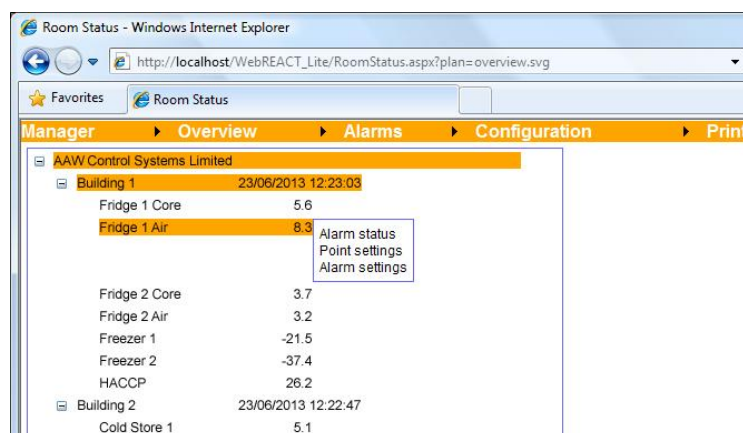 Room Status - Windows Internet Explorer
http://localhost/WebREACT_Lite/RoomStatus.aspx?plan=overview.svg
Favorites Room Status
Manager Overview Alarms Configuration Print
AAW Control Systems Limited
Building 1 23/06/2013 12:23:03
Fridge 1 Core 5.6
Fridge 1 Air 8.3
Alarm status
Point settings
Alarm settings
Fridge 2 Core 3.7
Fridge 2 Air 3.2
Freezer 1 -21.5
Freezer 2 -37.4
HACCP 26.2
Building 2 23/06/2013 12:22:47
Cold Store 1 5.1